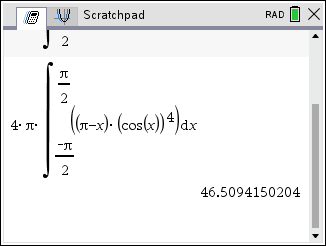 Scratchpad RAD
2
π
2
4· π· ∫ ((π−x)· (cos(x))⁴)dx
−π
2
46.5094150204